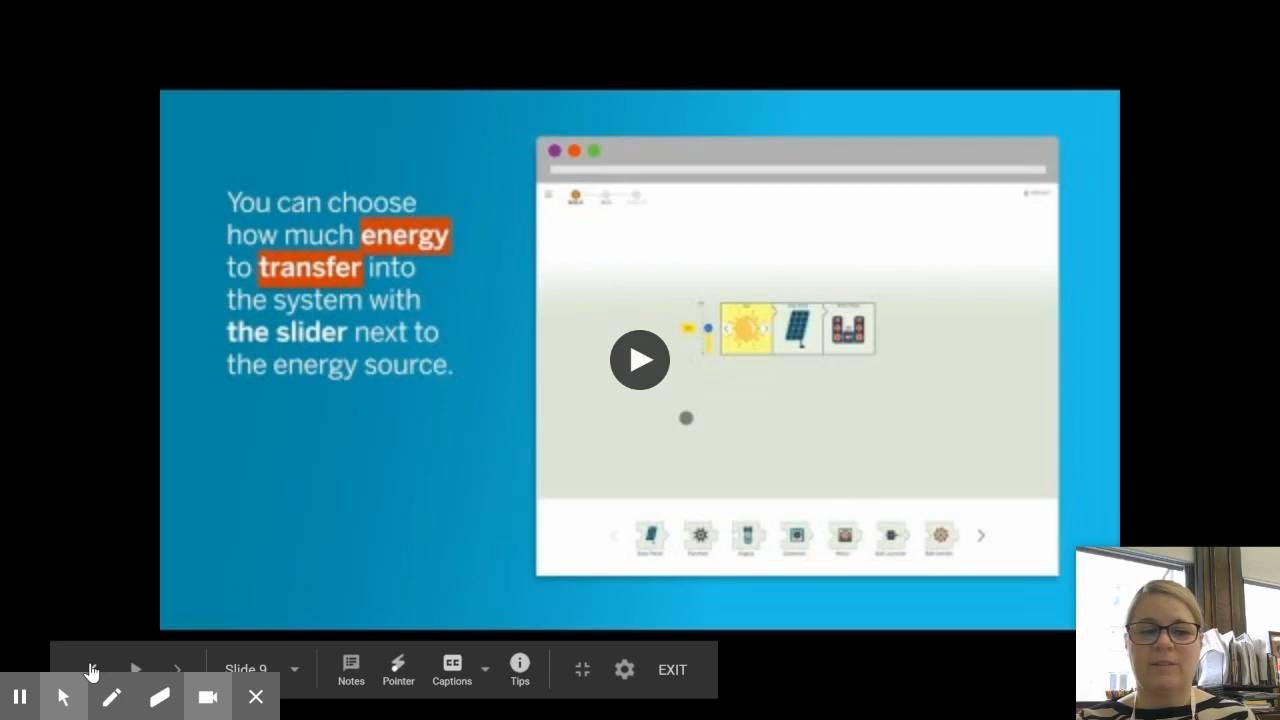 You can choose
how much energy
to transfer into
the system with
the slider next to
the energy source.
Slide 9
Notes
Pointer
Captions
Tips
EXIT